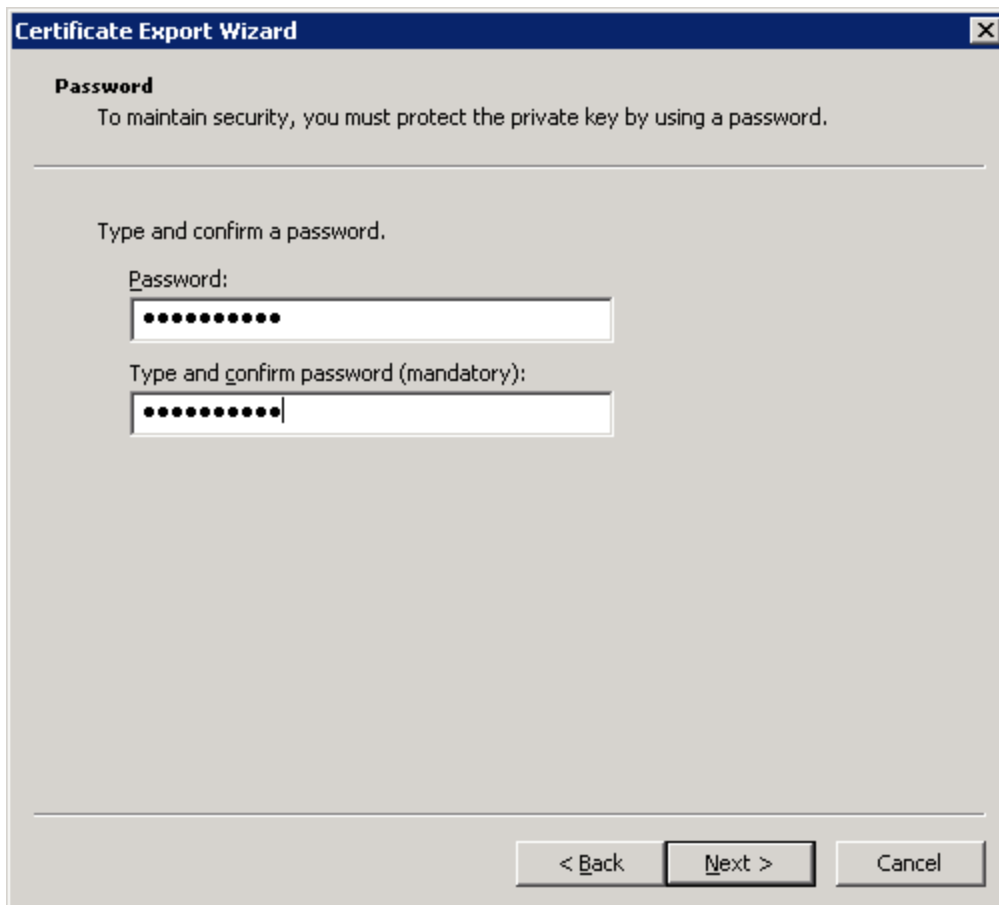 Certificate Export Wizard
Password
To maintain security, you must protect the private key by using a password.
Type and confirm a password.
Password:
●●●●●●●●●●
Type and confirm password (mandatory):
●●●●●●●●●●
< Back
Next >
Cancel